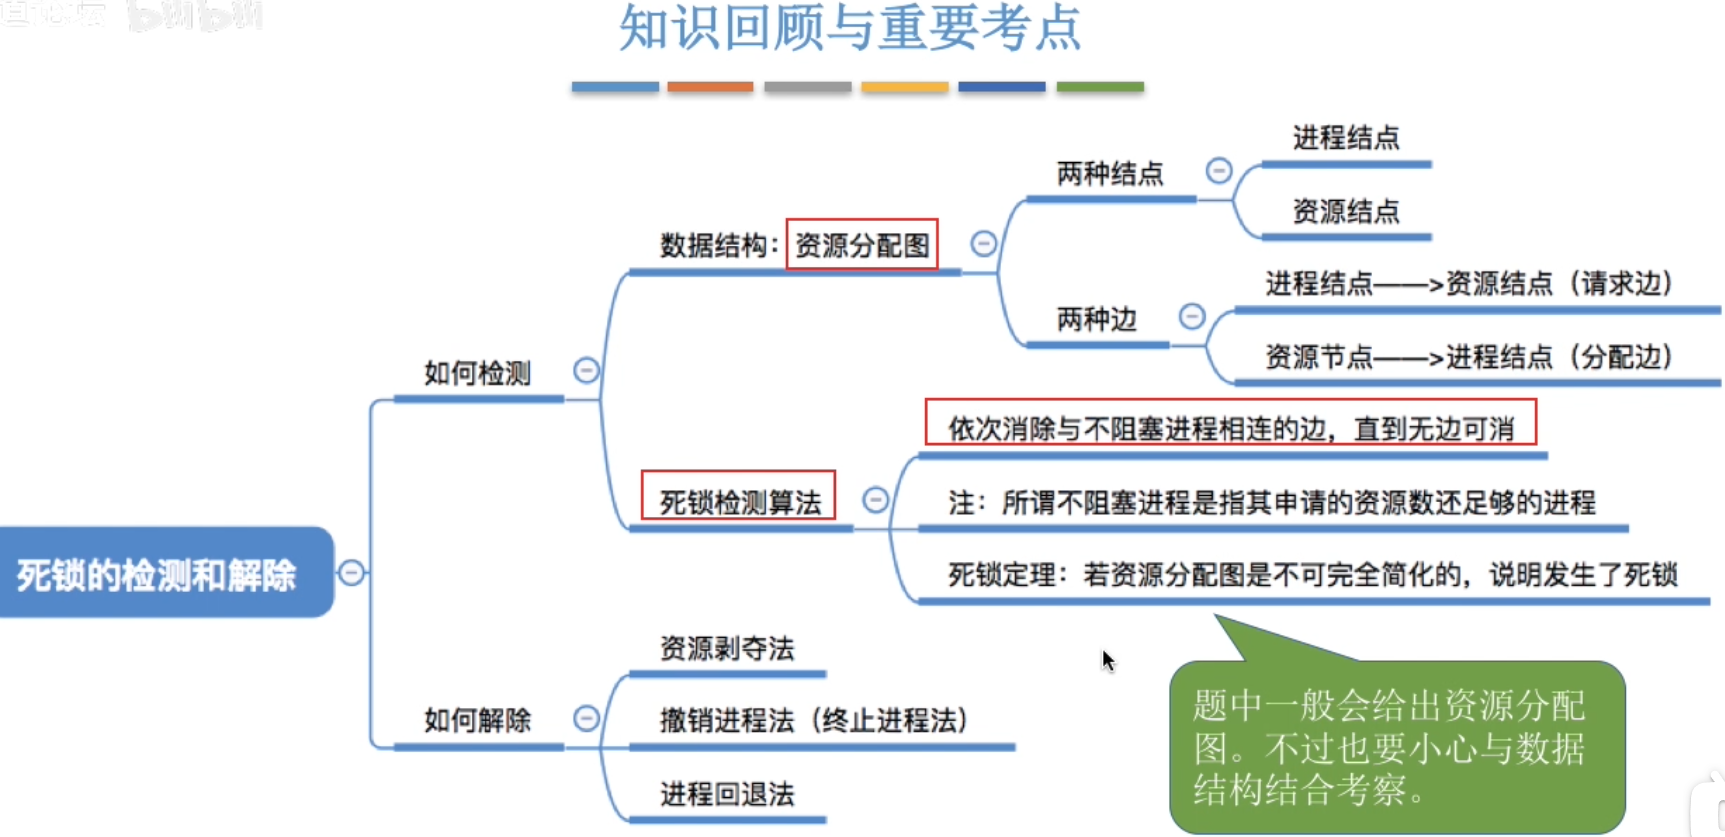 bilibili
知识回顾与重要考点
进程结点
两种结点
资源结点
数据结构：资源分配图
进程结点——>资源结点（请求边）
两种边
资源节点——>进程结点（分配边）
如何检测
依次消除与不阻塞进程相连的边，直到无边可消
死锁检测算法
注：所谓不阻塞进程是指其申请的资源数还足够的进程
死锁定理：若资源分配图是不可完全简化的，说明发生了死锁
死锁的检测和解除
资源剥夺法
如何解除
撤销进程法（终止进程法）
进程回退法
题中一般会给出资源分配
图。不过也要小心与数据
结构结合考察。